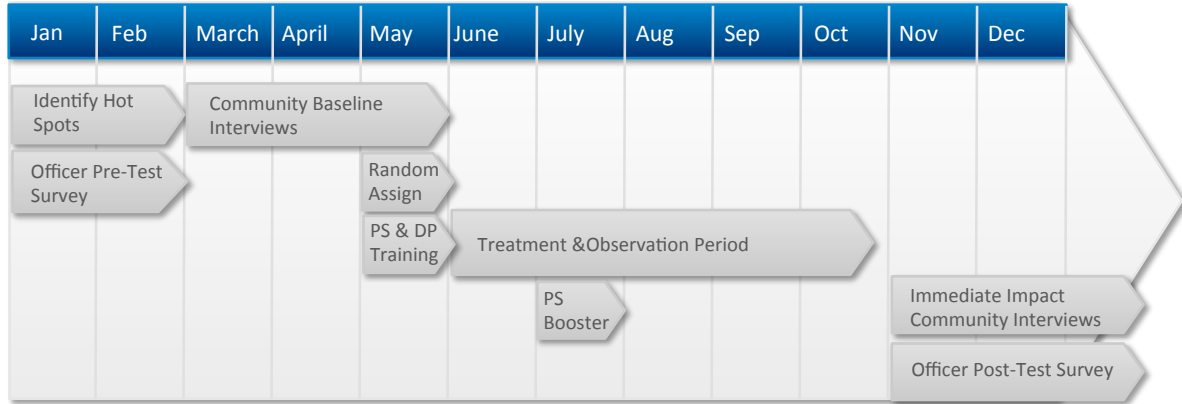 Jan Feb March April May June July Aug Sep Oct Nov Dec
Identify Hot
Spots
Community Baseline
Interviews
Officer Pre-Test
Survey
Random
Assign
PS & DP
Training
Treatment &Observation Period
PS
Booster
Immediate Impact
Community Interviews
Officer Post-Test Survey